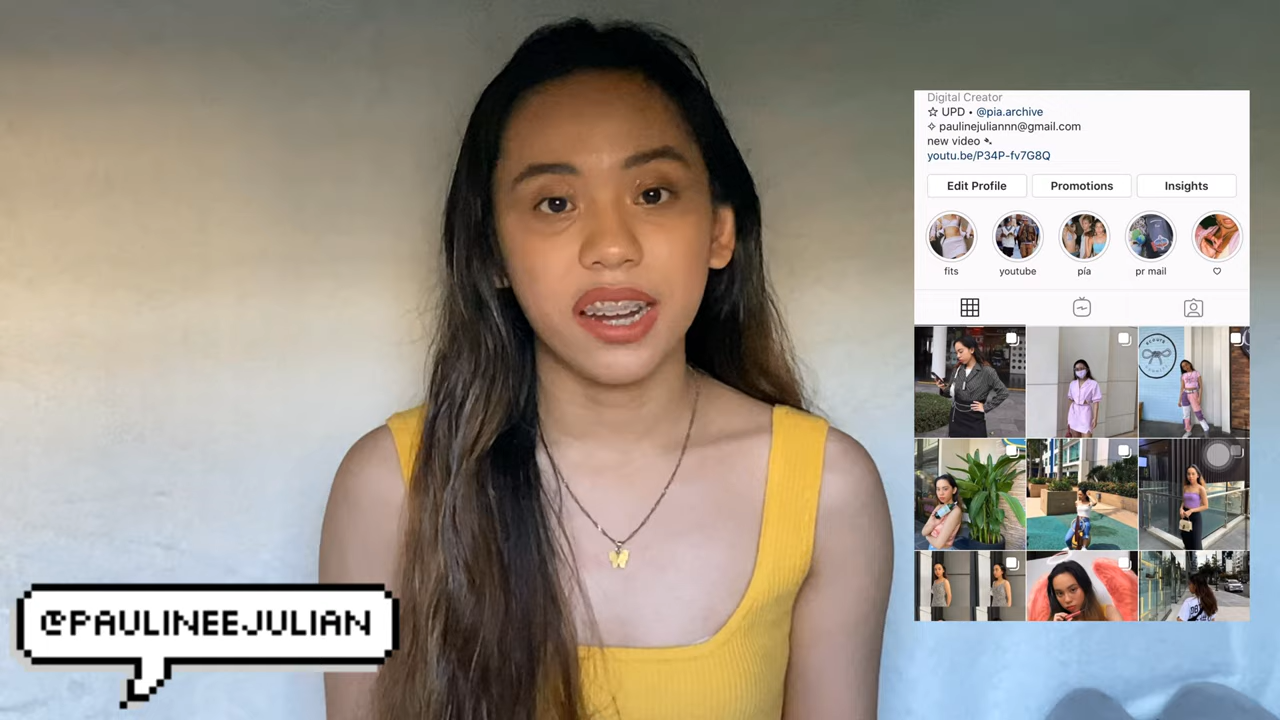 Digital Creator
☆ UPD • @pia.archive
✧ paulinejuliannn@gmail.com
new video ➴
youtu.be/P34P-fv7G8Q
Edit Profile Promotions Insights
fits youtube pía pr mail ♡
@PAULINEEJULIAN